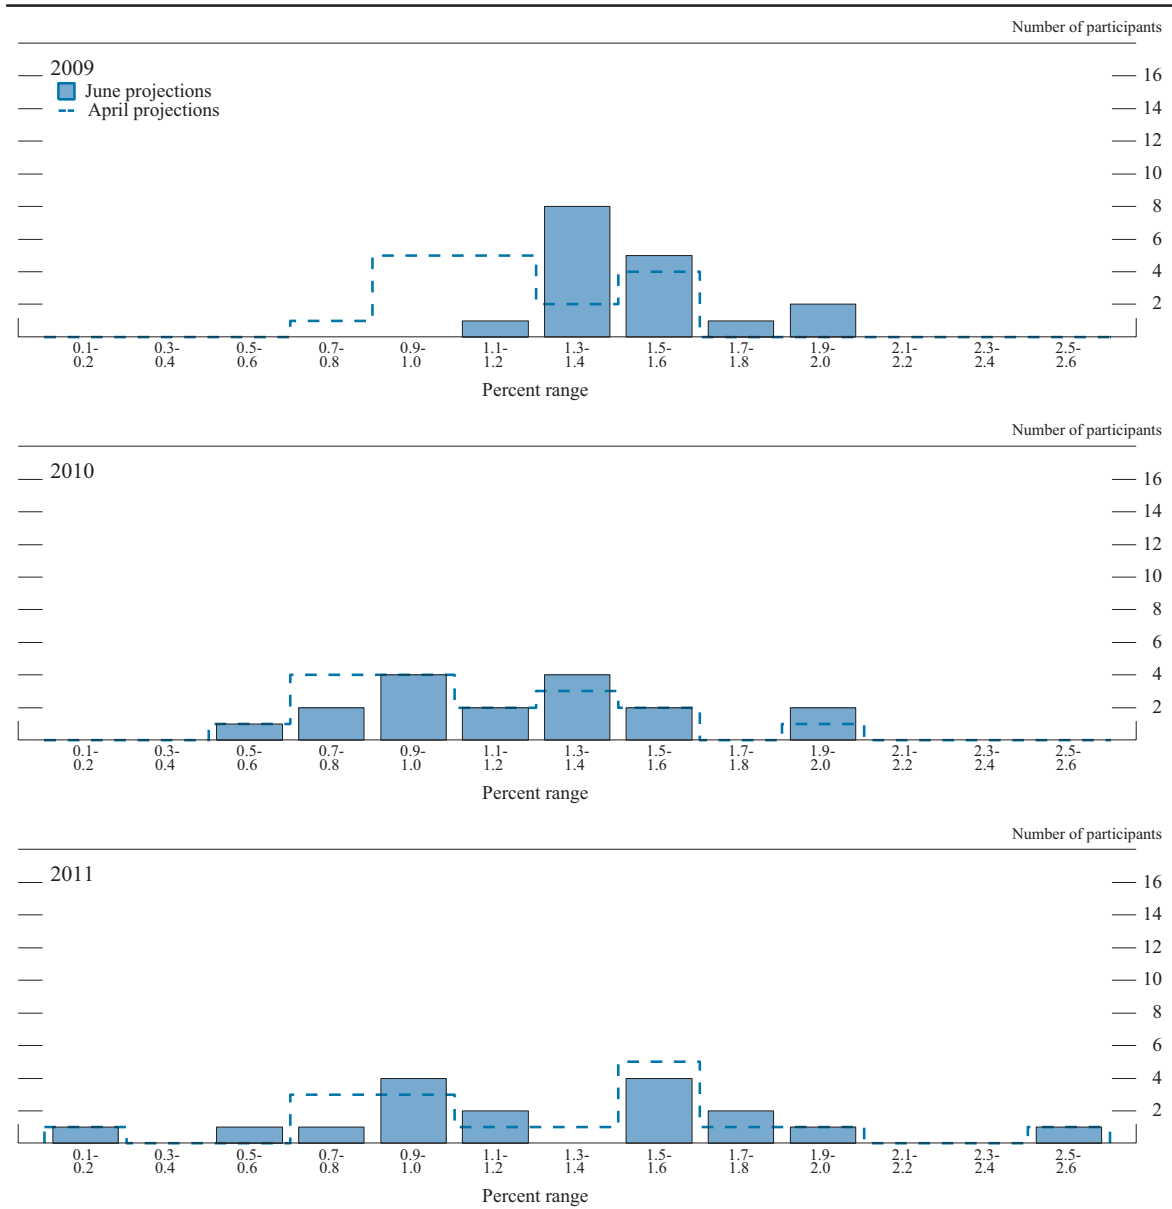 Number of participants
2009
June projections
April projections
16
14
12
10
8
6
4
2
0.1- 0.3- 0.5- 0.7- 0.9- 1.1- 1.3- 1.5- 1.7- 1.9- 2.1- 2.3- 2.5-
0.2 0.4 0.6 0.8 1.0 1.2 1.4 1.6 1.8 2.0 2.2 2.4 2.6
Percent range
Number of participants
2010
16
14
12
10
8
6
4
2
0.1- 0.3- 0.5- 0.7- 0.9- 1.1- 1.3- 1.5- 1.7- 1.9- 2.1- 2.3- 2.5-
0.2 0.4 0.6 0.8 1.0 1.2 1.4 1.6 1.8 2.0 2.2 2.4 2.6
Percent range
Number of participants
2011
16
14
12
10
8
6
4
2
0.1- 0.3- 0.5- 0.7- 0.9- 1.1- 1.3- 1.5- 1.7- 1.9- 2.1- 2.3- 2.5-
0.2 0.4 0.6 0.8 1.0 1.2 1.4 1.6 1.8 2.0 2.2 2.4 2.6
Percent range